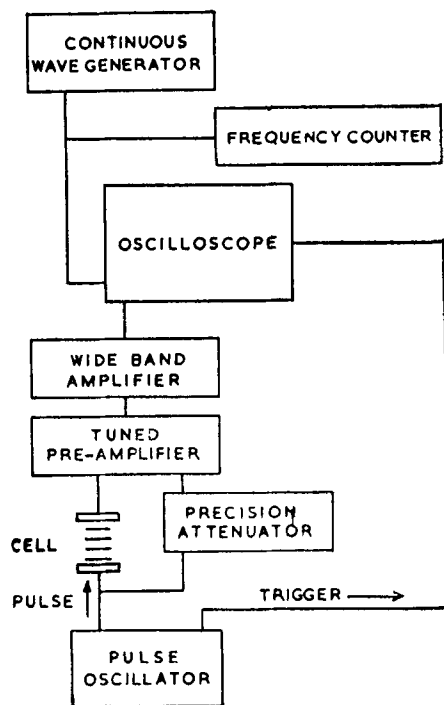 CONTINUOUS
WAVE GENERATOR
FREQUENCY COUNTER
OSCILLOSCOPE
WIDE BAND
AMPLIFIER
TUNED
PRE-AMPLIFIER
PRECISION
ATTENUATOR
CELL
PULSE
TRIGGER
PULSE
OSCILLATOR